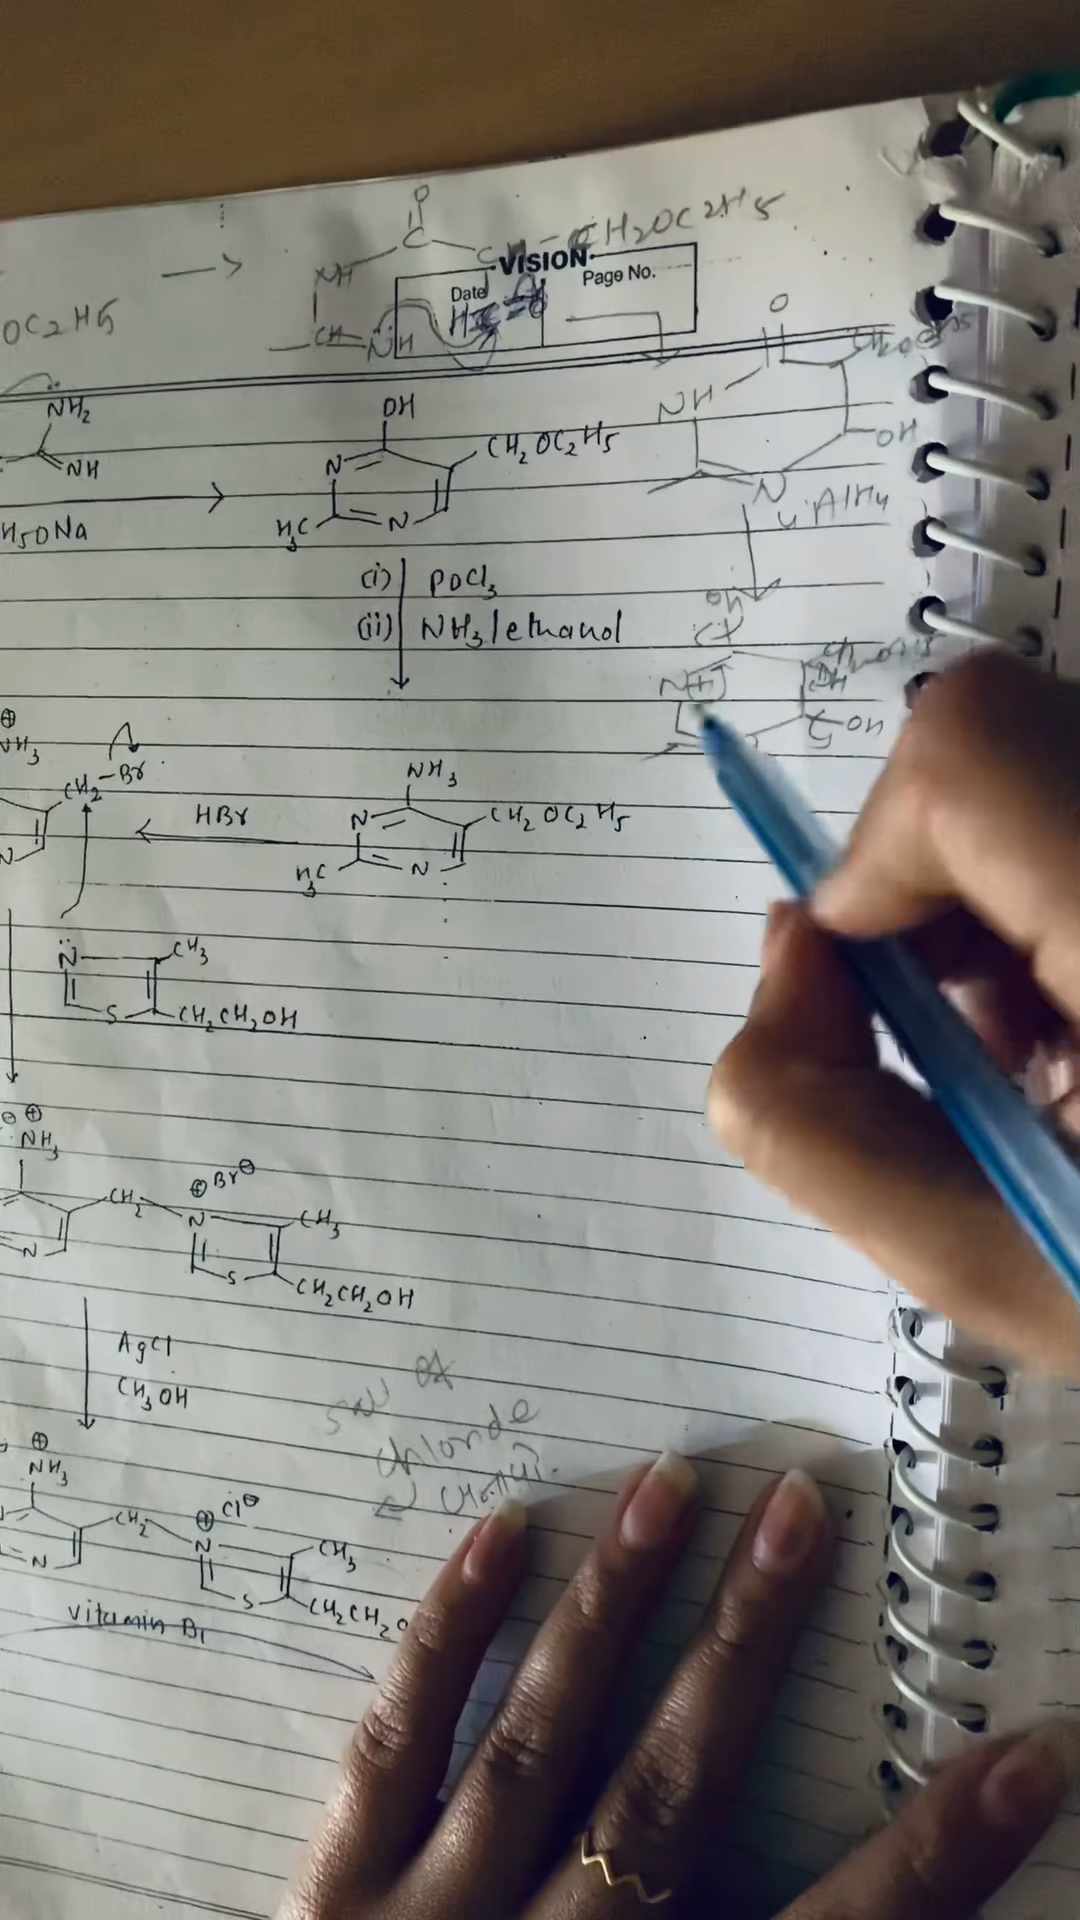 O
C
NH
CH2OC2H5
VISION
Date
Page No.
OC2H5
CH=NH
O
NH2
OH
NH
OH
NH
N
CH2OC2H5
N
H5ONa
H3C
N
LiAlH4
(i) POCl3
(ii) NH3/ethanol
OH
⊕
NH3
OH
CH2-Br
NH3
HBr
N
CH2OC2H5
N
H3C
N
N̈
CH3
S
CH2CH2OH
⊖ ⊕
NH3
⊕ Br⊖
CH2
N
CH3
N
S
CH2CH2OH
AgCl
CH3OH
chloride
⊕
NH3
⊕ Cl⊖
CH2
N
CH3
N
S
CH2CH2O
Vitamin B1